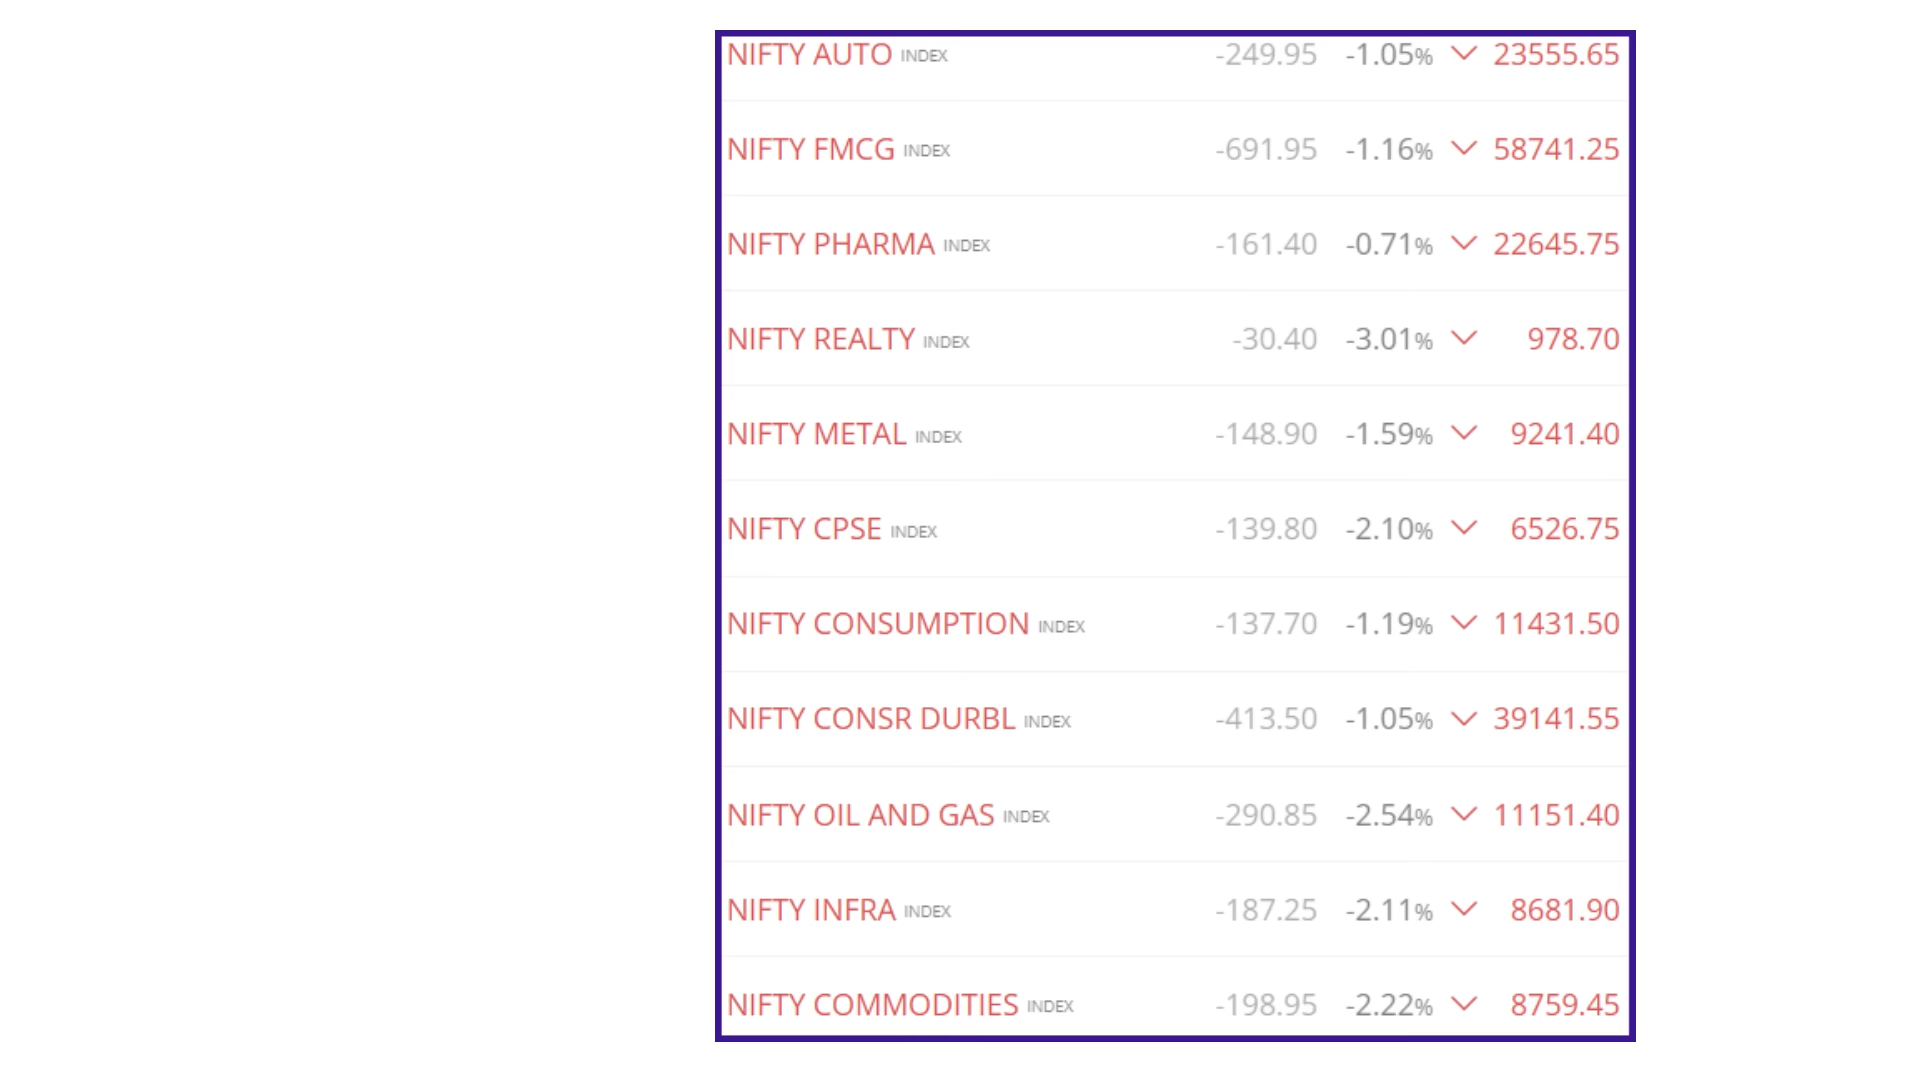 NIFTY AUTO INDEX -249.95 -1.05% 23555.65
NIFTY FMCG INDEX -691.95 -1.16% 58741.25
NIFTY PHARMA INDEX -161.40 -0.71% 22645.75
NIFTY REALTY INDEX -30.40 -3.01% 978.70
NIFTY METAL INDEX -148.90 -1.59% 9241.40
NIFTY CPSE INDEX -139.80 -2.10% 6526.75
NIFTY CONSUMPTION INDEX -137.70 -1.19% 11431.50
NIFTY CONSR DURBL INDEX -413.50 -1.05% 39141.55
NIFTY OIL AND GAS INDEX -290.85 -2.54% 11151.40
NIFTY INFRA INDEX -187.25 -2.11% 8681.90
NIFTY COMMODITIES INDEX -198.95 -2.22% 8759.45